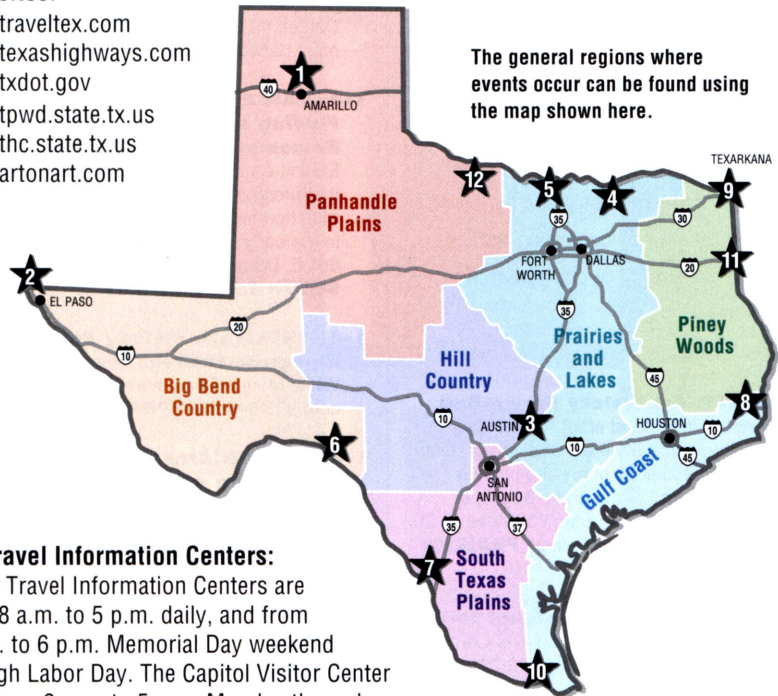 traveltex.com
texashighways.com
txdot.gov
tpwd.state.tx.us
thc.state.tx.us
artonart.com
The general regions where
events occur can be found using
the map shown here.
1
40
AMARILLO
TEXARKANA
12
5
4
9
Panhandle
Plains
35
30
2
FORT
WORTH
DALLAS
11
20
EL PASO
35
20
10
Hill
Country
Prairies
and
Lakes
Piney
Woods
Big Bend
Country
45
10
AUSTIN
3
HOUSTON
8
10
10
6
45
SAN
ANTONIO
Gulf Coast
35
37
7
South
Texas
Plains
10
ravel Information Centers:
Travel Information Centers are
8 a.m. to 5 p.m. daily, and from
. to 6 p.m. Memorial Day weekend
gh Labor Day. The Capitol Visitor Center